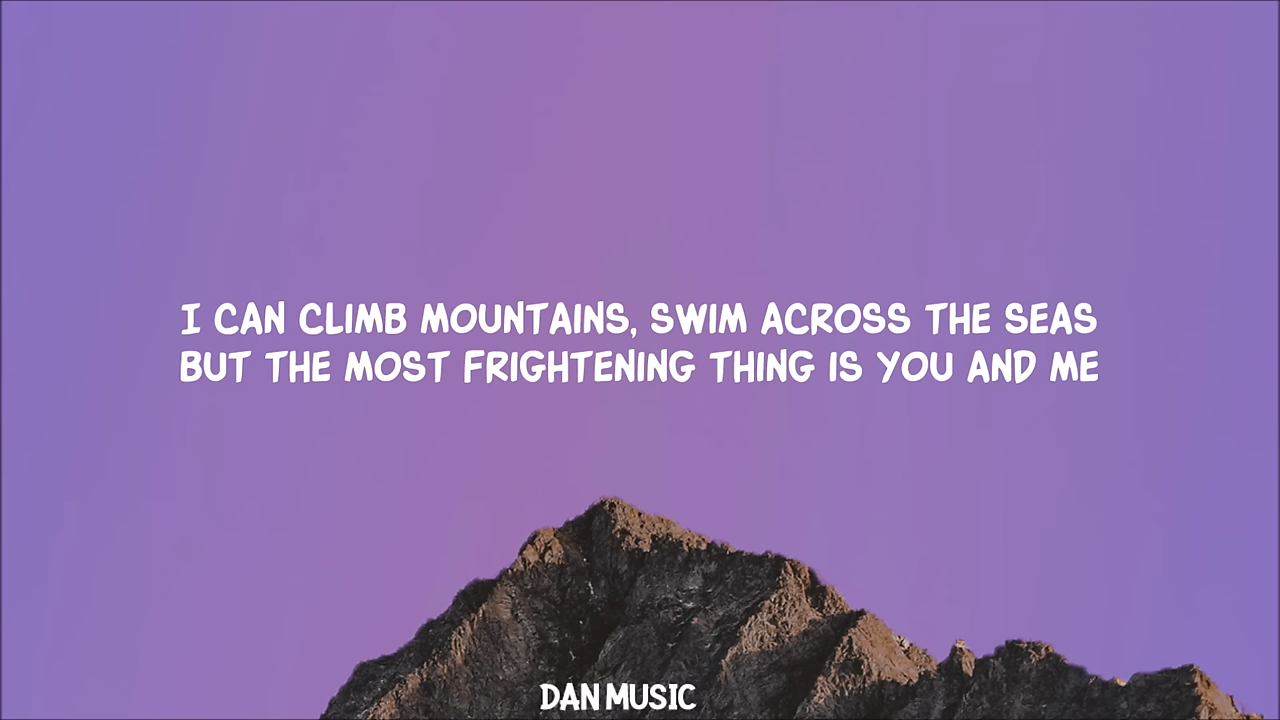 I CAN CLIMB MOUNTAINS, SWIM ACROSS THE SEAS
BUT THE MOST FRIGHTENING THING IS YOU AND ME
DAN MUSIC